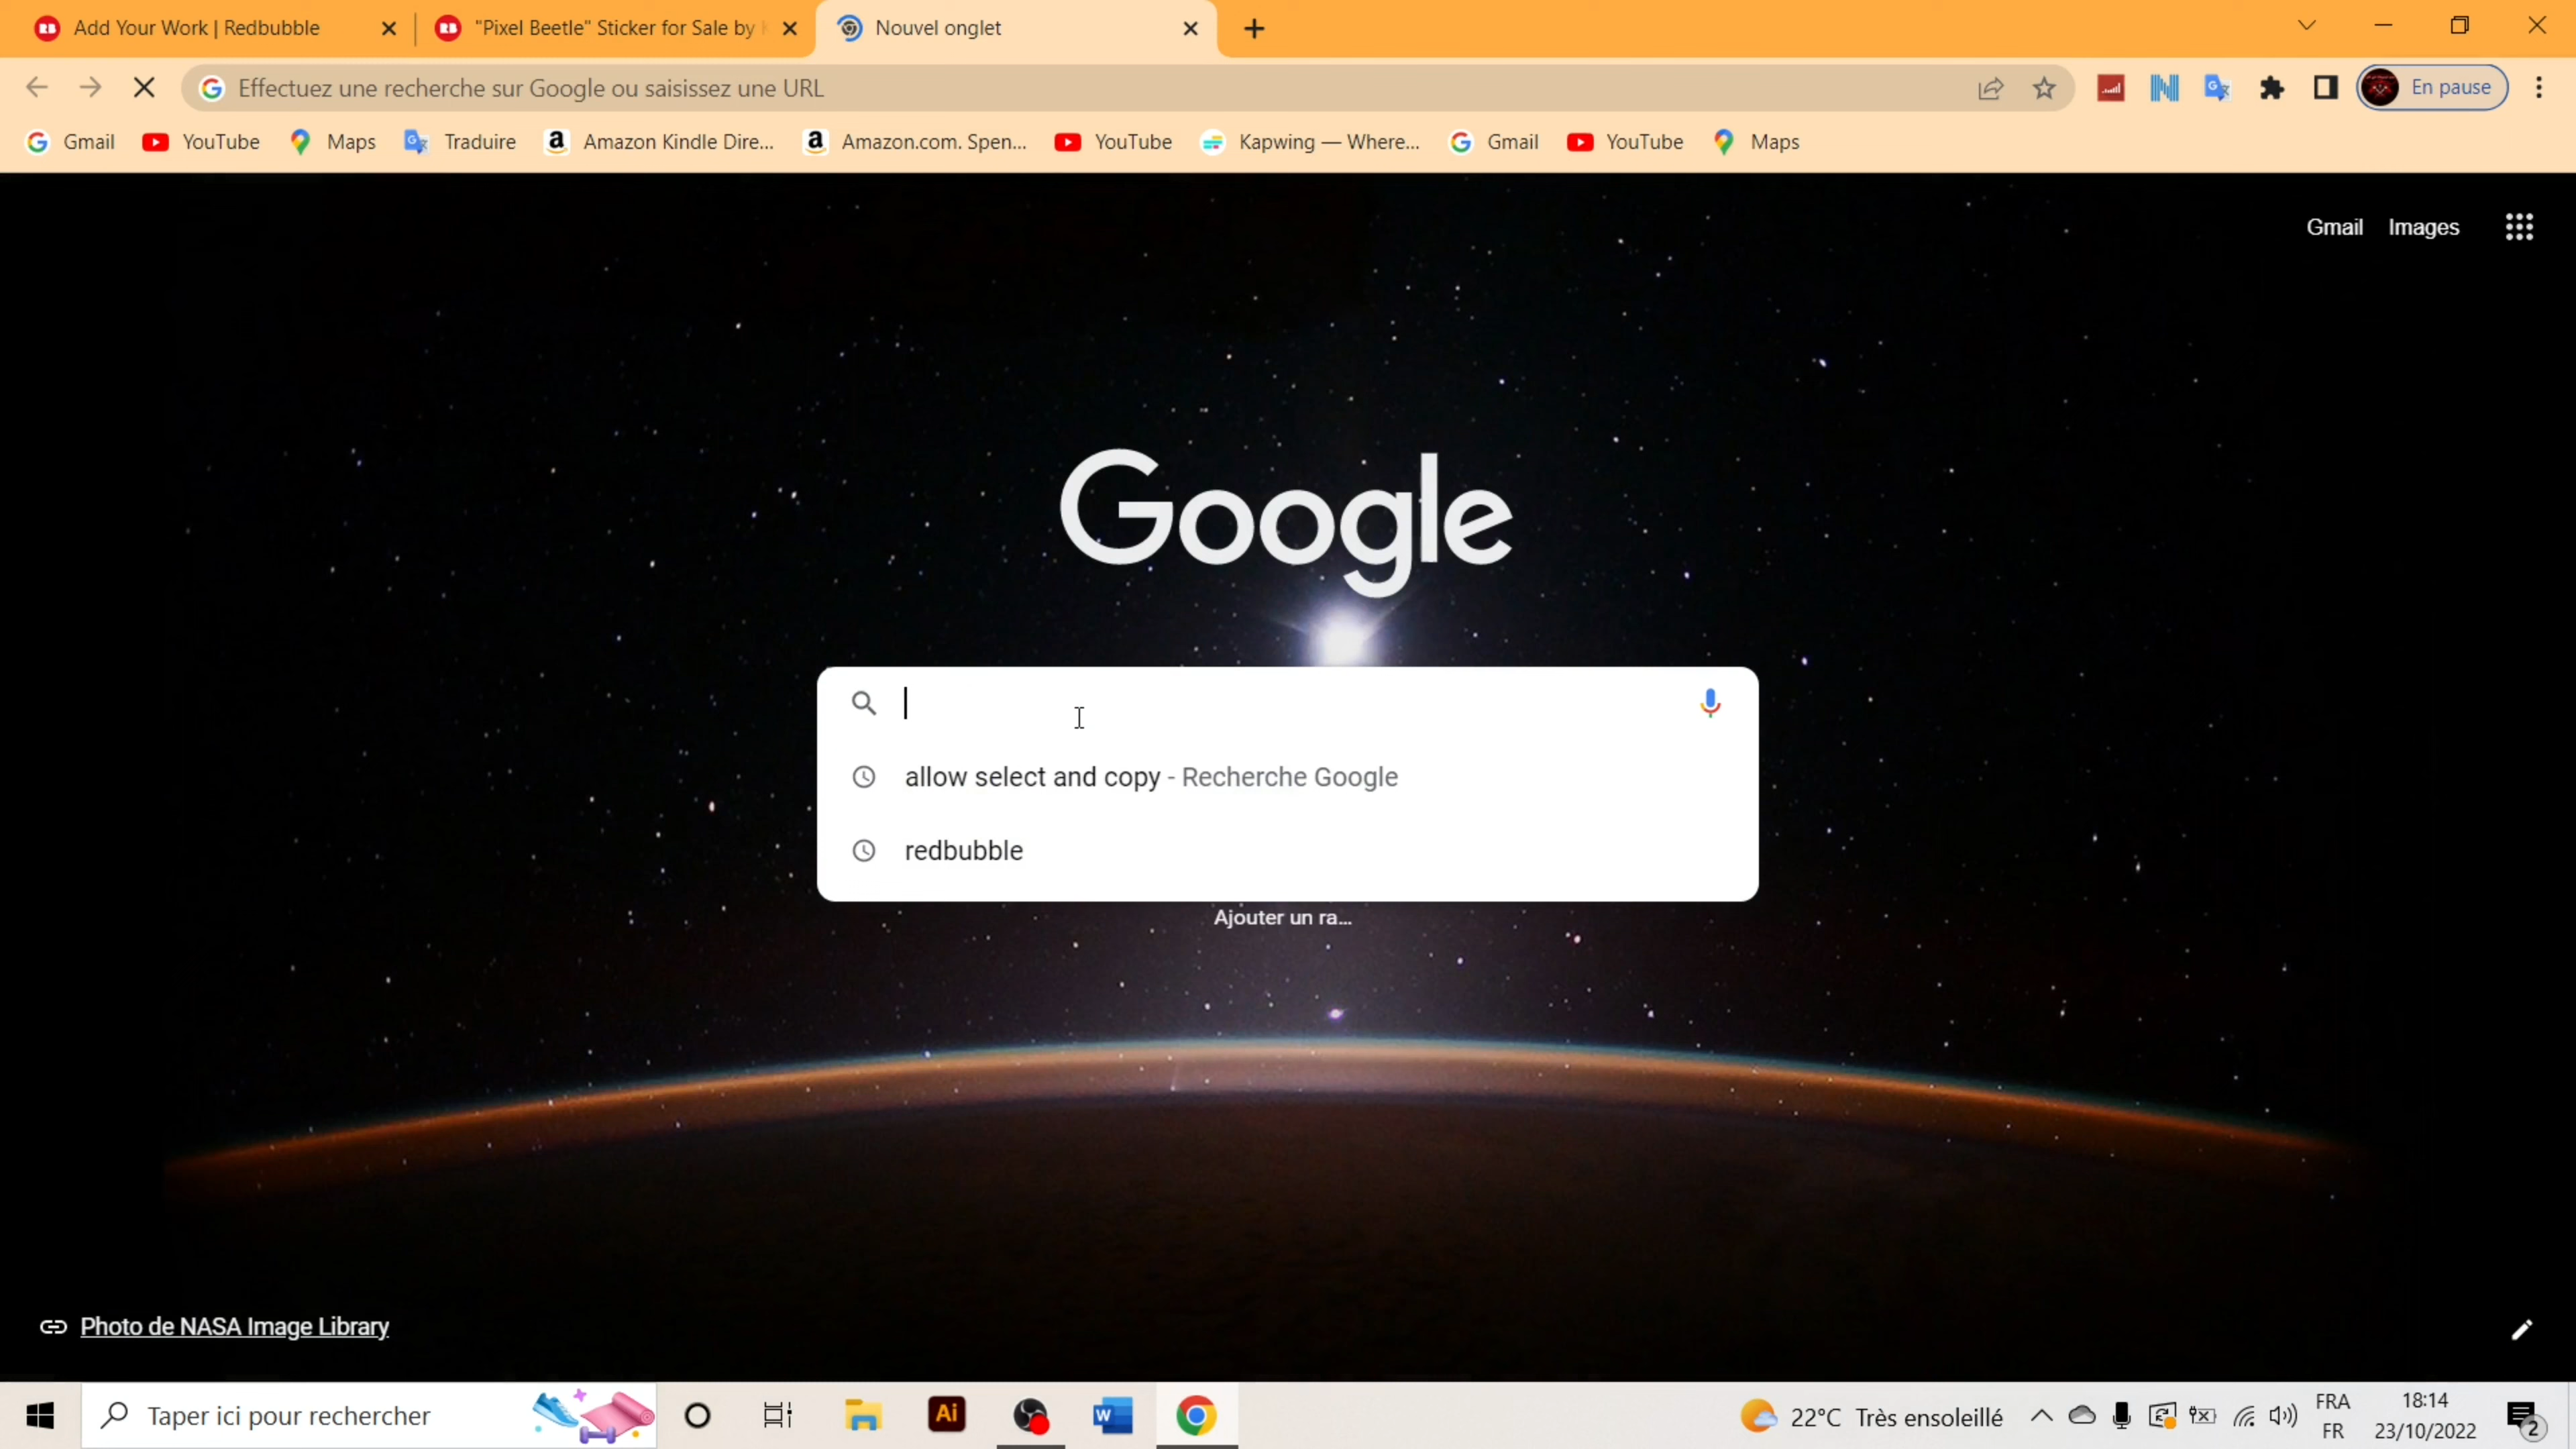 Add Your Work | Redbubble
"Pixel Beetle" Sticker for Sale by
Nouvel onglet
Effectuez une recherche sur Google ou saisissez une URL
En pause
Gmail
YouTube
Maps
Traduire
Amazon Kindle Dire...
Amazon.com. Spen...
YouTube
Kapwing — Where...
Gmail
YouTube
Maps
Gmail
Images
Google
allow select and copy - Recherche Google
redbubble
Ajouter un ra...
Photo de NASA Image Library
Taper ici pour rechercher
Ai
W
22°C Très ensoleillé
FRA
FR
18:14
23/10/2022
2